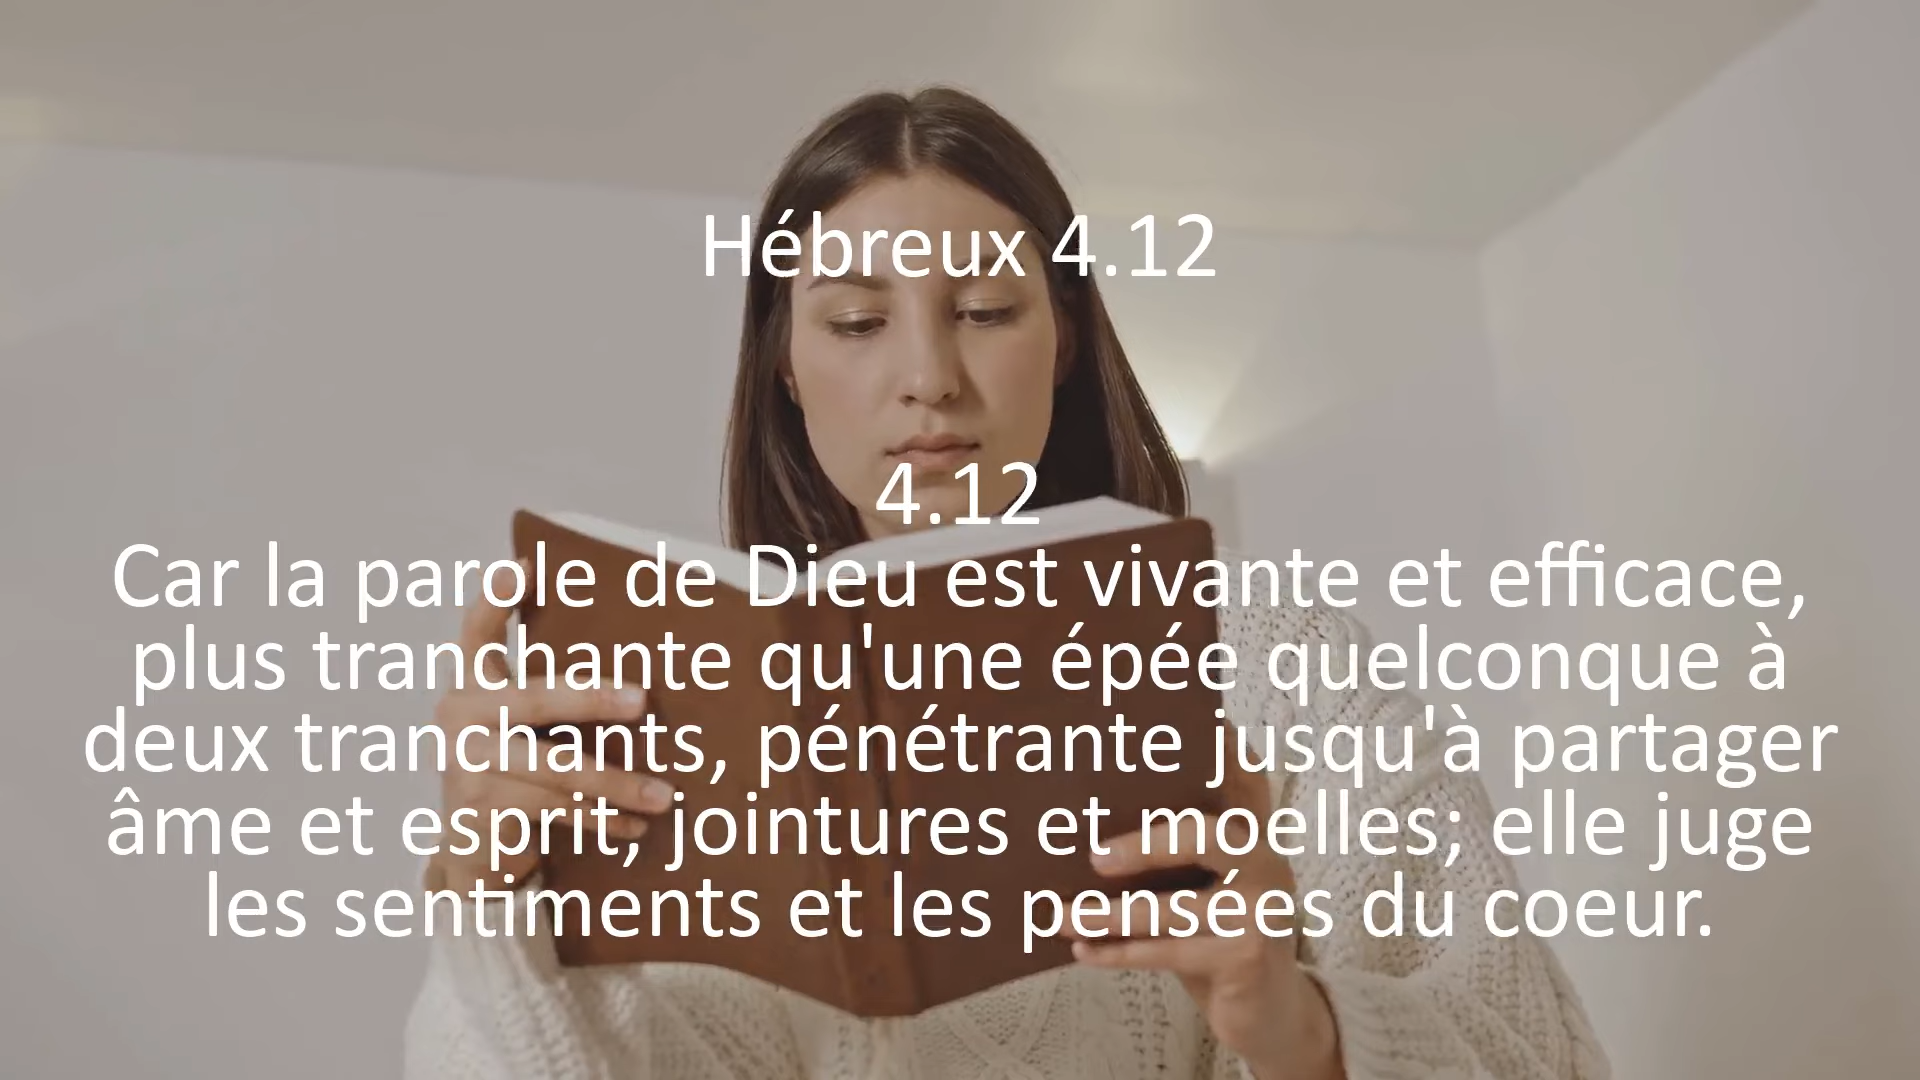 Hébreux 4.12
4.12
Car la parole de Dieu est vivante et efficace,
plus tranchante qu'une épée quelconque à
deux tranchants, pénétrante jusqu'à partager
âme et esprit, jointures et moelles; elle juge
les sentiments et les pensées du coeur.